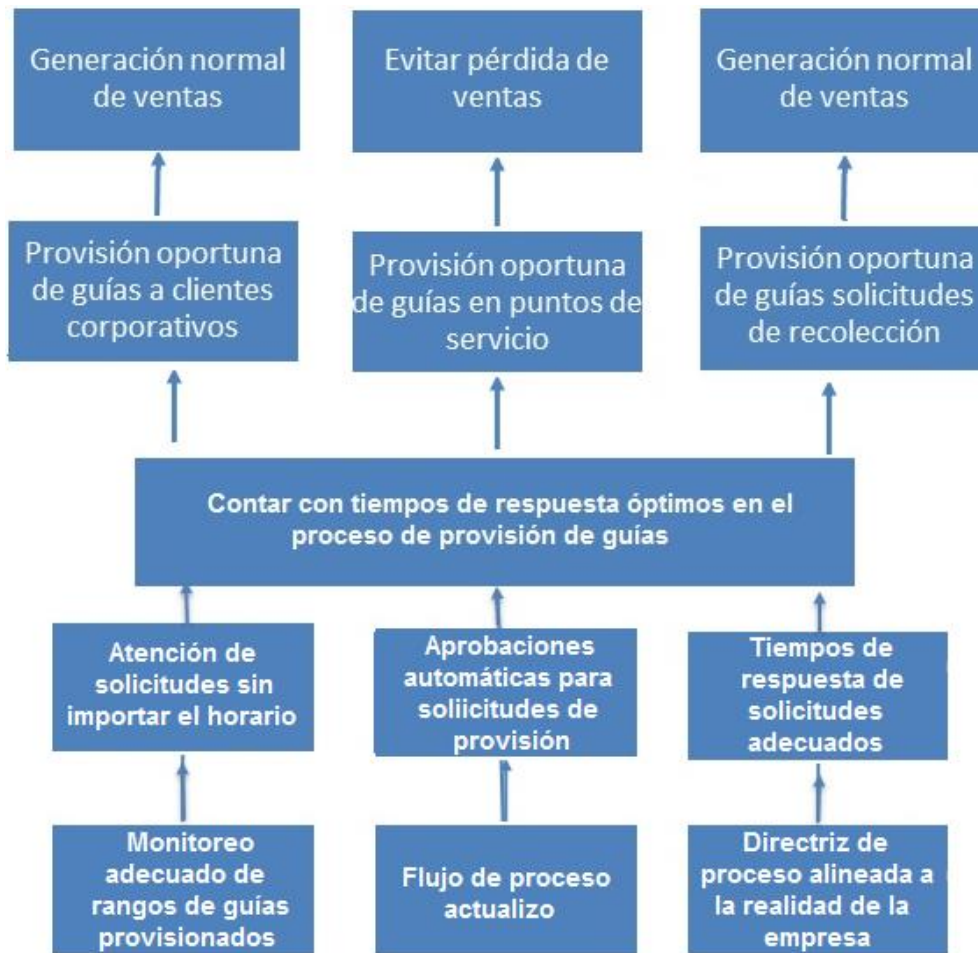 Generación normal
de ventas
Evitar pérdida de
ventas
Generación normal
de ventas
Provisión oportuna
de guías a clientes
corporativos
Provisión oportuna
de guías en puntos de
servicio
Provisión oportuna
de guías solicitudes
de recolección
Contar con tiempos de respuesta óptimos en el
proceso de provisión de guías
Atención de
solicitudes sin
importar el horario
Aprobaciones
automáticas para
soliicitudes de
provisión
Tiempos de
respuesta de
solicitudes
adecuados
Monitoreo
adecuado de
rangos de guías
provisionados
Flujo de proceso
actualizo
Directriz de
proceso alineada a
la realidad de la
empresa